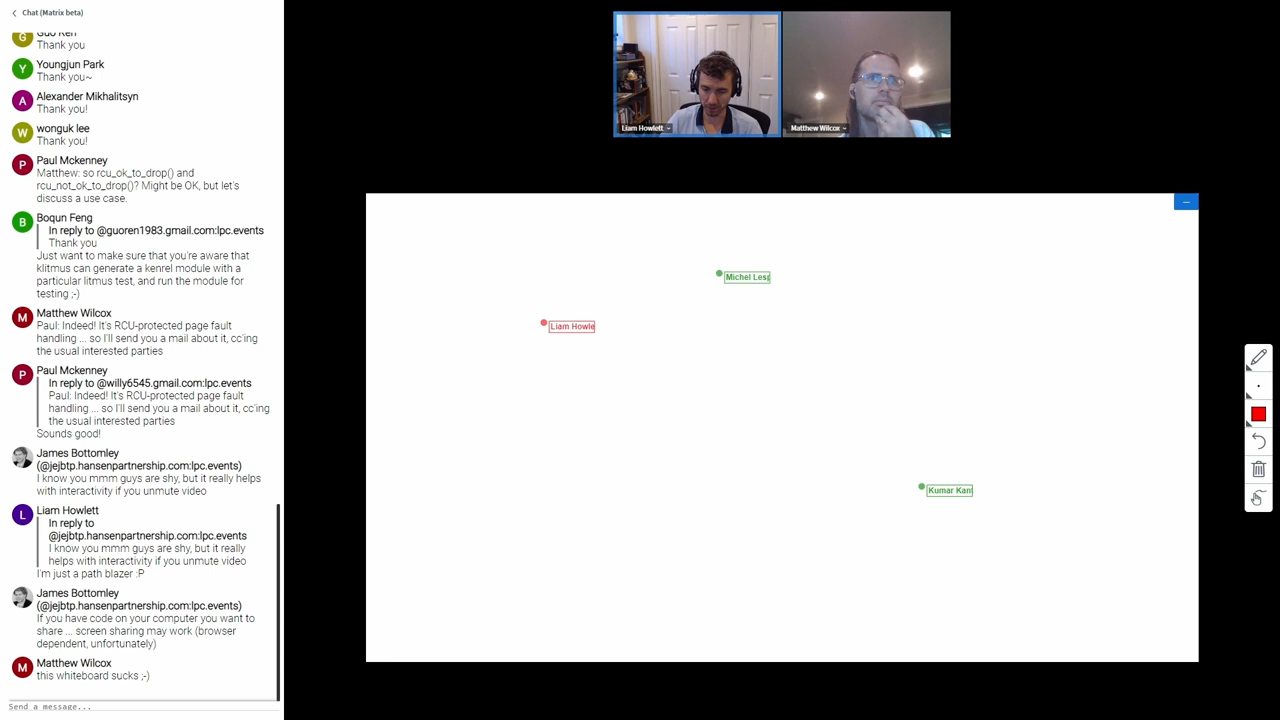 Chat (Matrix beta)
G
Guo Ren
Thank you
Y
Youngjun Park
Thank you~
A
Alexander Mikhalitsyn
Thank you!
W
wonguk lee
Thank you!
P
Paul Mckenney
Matthew: so rcu_ok_to_drop() and
rcu_not_ok_to_drop()? Might be OK, but let's
discuss a use case.
B
Boqun Feng
In reply to @guoren1983.gmail.com:lpc.events
Thank you
Just want to make sure that you're aware that
klitmus can generate a kenrel module with a
particular litmus test, and run the module for
testing ;-)
M
Matthew Wilcox
Paul: Indeed! It's RCU-protected page fault
handling ... so I'll send you a mail about it, cc'ing
the usual interested parties
P
Paul Mckenney
In reply to @willy6545.gmail.com:lpc.events
Paul: Indeed! It's RCU-protected page fault
handling ... so I'll send you a mail about it, cc'ing
the usual interested parties
Sounds good!
James Bottomley
(@jejbtp.hansenpartnership.com:lpc.events)
I know you mmm guys are shy, but it really helps
with interactivity if you unmute video
L
Liam Howlett
In reply to
@jejbtp.hansenpartnership.com:lpc.events
I know you mmm guys are shy, but it really
helps with interactivity if you unmute video
I'm just a path blazer :P
James Bottomley
(@jejbtp.hansenpartnership.com:lpc.events)
If you have code on your computer you want to
share ... screen sharing may work (browser
dependent, unfortunately)
M
Matthew Wilcox
this whiteboard sucks ;-)
Send a message...
Liam Howlett
Matthew Wilcox
Michel Lesp
Liam Howle
Kumar Kant